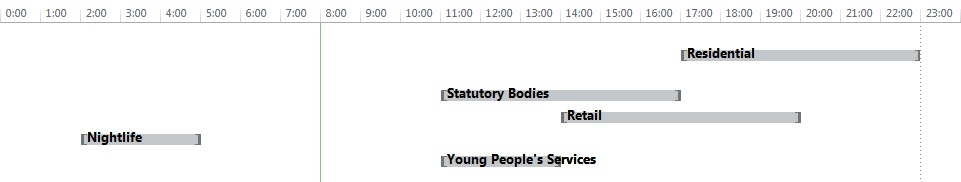 0:00 1:00 2:00 3:00 4:00 5:00 6:00 7:00 8:00 9:00 10:00 11:00 12:00 13:00 14:00 15:00 16:00 17:00 18:00 19:00 20:00 21:00 22:00 23:00
Residential
Statutory Bodies
Retail
Nightlife
Young People's Services